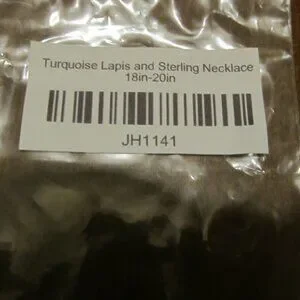 Turquoise Lapis and Sterling Necklace
18in-20in
JH1141